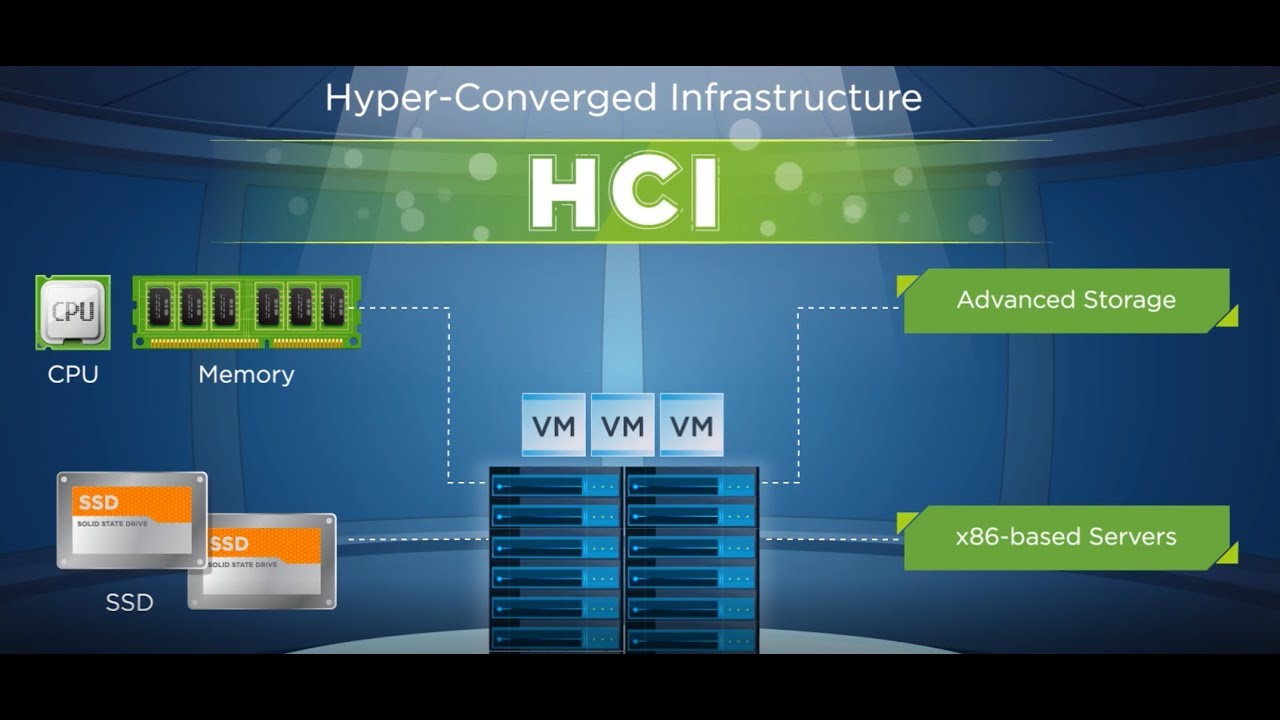 Hyper-Converged Infrastructure
HCI
CPU
CPU
Memory
Advanced Storage
VM VM VM
SSD
SOLID STATE DRIVE
SSD
SOLID STATE DRIVE
SSD
x86-based Servers